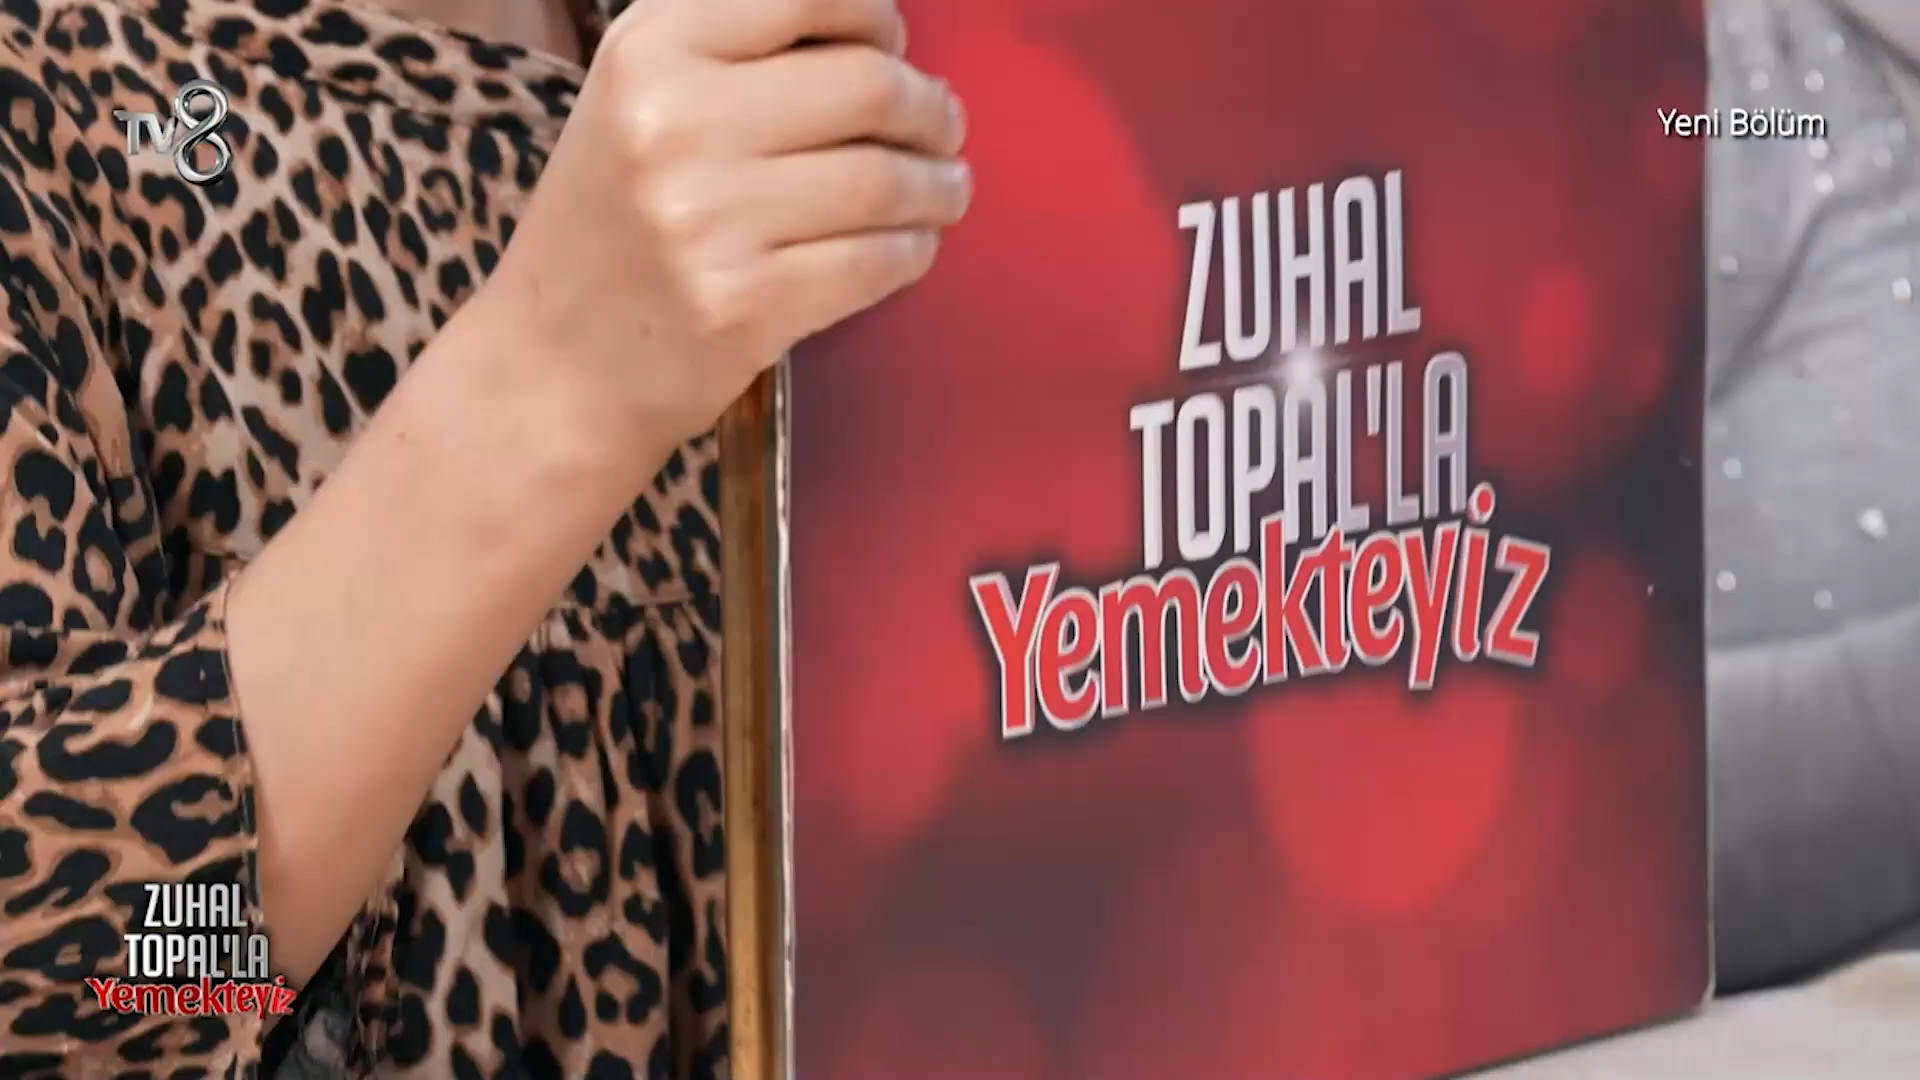 TV8
Yeni Bölüm
ZUHAL
TOPAL'LA
Yemekteyiz
ZUHAL
TOPAL'LA
Yemekteyiz